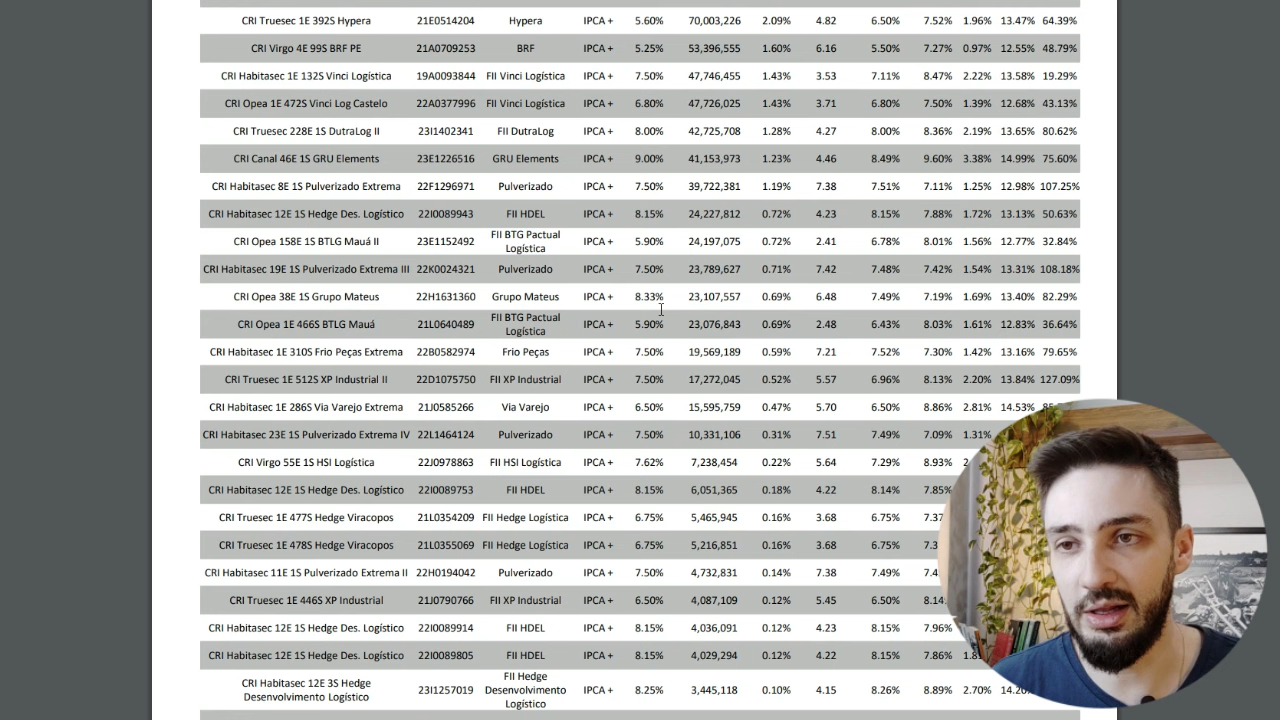 CRI Truesec 1E 392S Hypera 21E0514204 Hypera IPCA + 5.60% 70,003,226 2.09% 4.82 6.50% 7.52% 1.96% 13.47% 64.39%
CRI Virgo 4E 99S BRF PE 21A0709253 BRF IPCA + 5.25% 53,396,555 1.60% 6.16 5.50% 7.27% 0.97% 12.55% 48.79%
CRI Habitasec 1E 132S Vinci Logística 19A0093844 FII Vinci Logística IPCA + 7.50% 47,746,455 1.43% 3.53 7.11% 8.47% 2.22% 13.58% 19.29%
CRI Opea 1E 472S Vinci Log Castelo 22A0377996 FII Vinci Logística IPCA + 6.80% 47,726,025 1.43% 3.71 6.80% 7.50% 1.39% 12.68% 43.13%
CRI Truesec 228E 1S DutraLog II 23I1402341 FII DutraLog IPCA + 8.00% 42,725,708 1.28% 4.27 8.00% 8.36% 2.19% 13.65% 80.62%
CRI Canal 46E 1S GRU Elements 23E1226516 GRU Elements IPCA + 9.00% 41,153,973 1.23% 4.46 8.49% 9.60% 3.38% 14.99% 75.60%
CRI Habitasec 8E 1S Pulverizado Extrema 22F1296971 Pulverizado IPCA + 7.50% 39,722,381 1.19% 7.38 7.51% 7.11% 1.25% 12.98% 107.25%
CRI Habitasec 12E 1S Hedge Des. Logístico 22I0089943 FII HDEL IPCA + 8.15% 24,227,812 0.72% 4.23 8.15% 7.88% 1.72% 13.13% 50.63%
CRI Opea 158E 1S BTLG Mauá II 23E1152492 FII BTG Pactual Logística IPCA + 5.90% 24,197,075 0.72% 2.41 6.78% 8.01% 1.56% 12.77% 32.84%
CRI Habitasec 19E 1S Pulverizado Extrema III 22K0024321 Pulverizado IPCA + 7.50% 23,789,627 0.71% 7.42 7.48% 7.42% 1.54% 13.31% 108.18%
CRI Opea 38E 1S Grupo Mateus 22H1631360 Grupo Mateus IPCA + 8.33% 23,107,557 0.69% 6.48 7.49% 7.19% 1.69% 13.40% 82.29%
CRI Opea 1E 466S BTLG Mauá 21L0640489 FII BTG Pactual Logística IPCA + 5.90% 23,076,843 0.69% 2.48 6.43% 8.03% 1.61% 12.83% 36.64%
CRI Habitasec 1E 310S Frio Peças Extrema 22B0582974 Frio Peças IPCA + 7.50% 19,569,189 0.59% 7.21 7.52% 7.30% 1.42% 13.16% 79.65%
CRI Truesec 1E 512S XP Industrial II 22D1075750 FII XP Industrial IPCA + 7.50% 17,272,045 0.52% 5.57 6.96% 8.13% 2.20% 13.84% 127.09%
CRI Habitasec 1E 286S Via Varejo Extrema 21J0585266 Via Varejo IPCA + 6.50% 15,595,759 0.47% 5.70 6.50% 8.86% 2.81% 14.53%
CRI Habitasec 23E 1S Pulverizado Extrema IV 22L1464124 Pulverizado IPCA + 7.50% 10,331,106 0.31% 7.51 7.49% 7.09% 1.31%
CRI Virgo 55E 1S HSI Logística 22J0978863 FII HSI Logística IPCA + 7.62% 7,238,454 0.22% 5.64 7.29% 8.93%
CRI Habitasec 12E 1S Hedge Des. Logístico 22I0089753 FII HDEL IPCA + 8.15% 6,051,365 0.18% 4.22 8.14% 7.85%
CRI Truesec 1E 477S Hedge Viracopos 21L0354209 FII Hedge Logística IPCA + 6.75% 5,465,945 0.16% 3.68 6.75% 7.37
CRI Truesec 1E 478S Hedge Viracopos 21L0355069 FII Hedge Logística IPCA + 6.75% 5,216,851 0.16% 3.68 6.75% 7.3
CRI Habitasec 11E 1S Pulverizado Extrema II 22H0194042 Pulverizado IPCA + 7.50% 4,732,831 0.14% 7.38 7.49% 7.4
CRI Truesec 1E 446S XP Industrial 21J0790766 FII XP Industrial IPCA + 6.50% 4,087,109 0.12% 5.45 6.50% 8.14
CRI Habitasec 12E 1S Hedge Des. Logístico 22I0089914 FII HDEL IPCA + 8.15% 4,036,091 0.12% 4.23 8.15% 7.96%
CRI Habitasec 12E 1S Hedge Des. Logístico 22I0089805 FII HDEL IPCA + 8.15% 4,029,294 0.12% 4.22 8.15% 7.86% 1.8
CRI Habitasec 12E 3S Hedge Desenvolvimento Logístico 23I1257019 FII Hedge Desenvolvimento Logístico IPCA + 8.25% 3,445,118 0.10% 4.15 8.26% 8.89% 2.70% 14.20